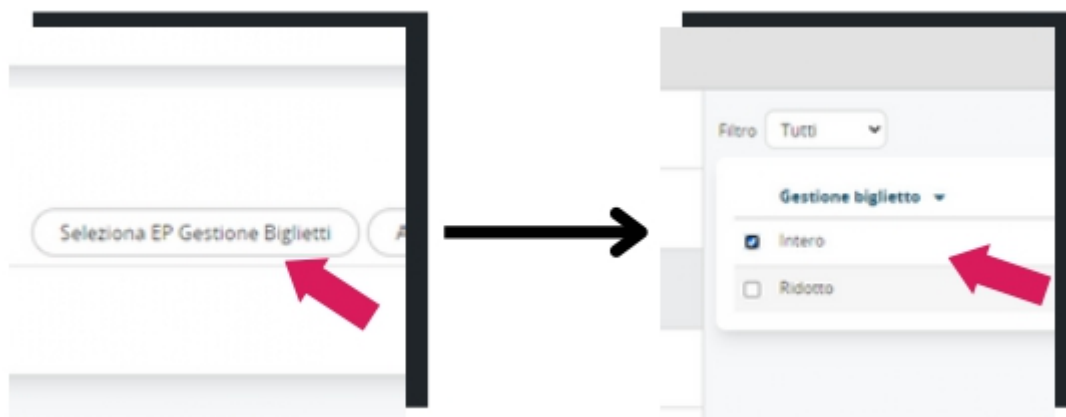 Seleziona EP Gestione Biglietti
Filtro Tutti
Gestione biglietto
Intero
Ridotto